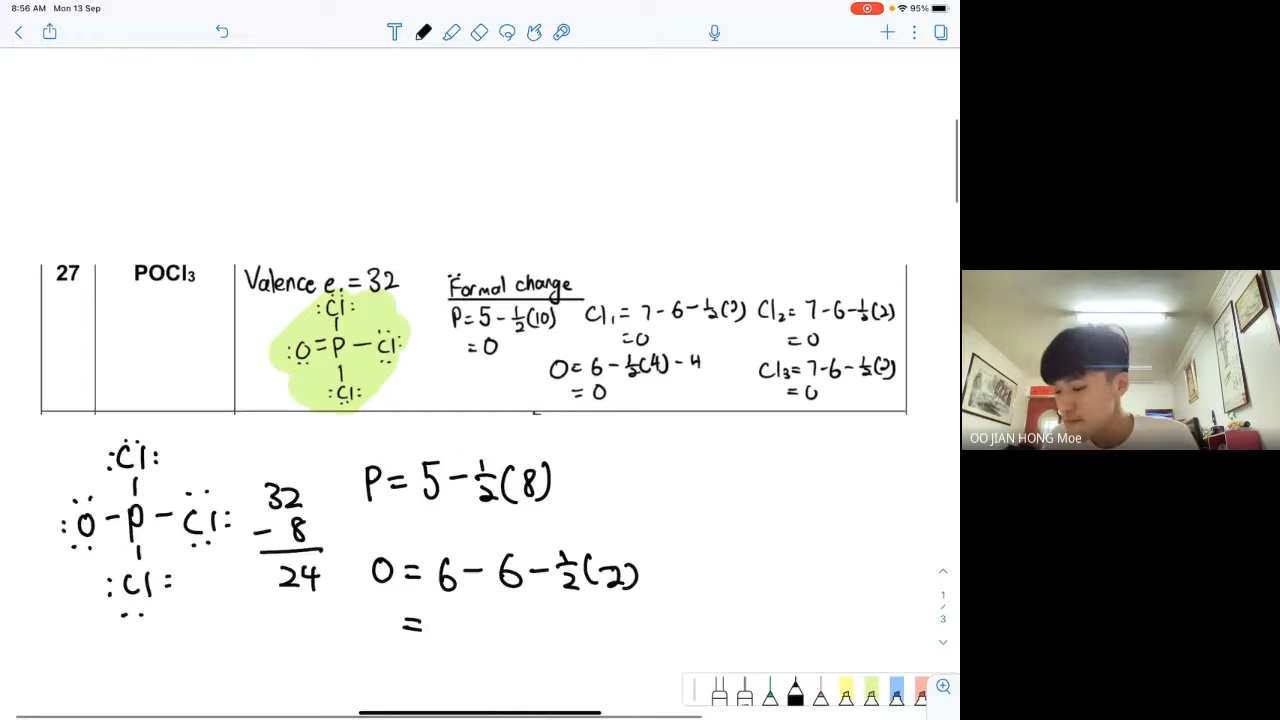 8:56 AM Mon 13 Sep
95%
27
POCl₃
Valence e. = 32
:Cl:
:O=P-Cl:
:Cl:
Formal change
P = 5 - ½(10)
= 0
Cl₁ = 7 - 6 - ½(2)
= 0
Cl₂ = 7 - 6 - ½(2)
= 0
O = 6 - ½(4) - 4
= 0
Cl₃ = 7 - 6 - ½(2)
= 0
:Cl:
:O-P-Cl:
:Cl:
32
- 8
24
P = 5 - ½(8)
O = 6 - 6 - ½(2)
=
1
/
3
OO JIAN HONG Moe